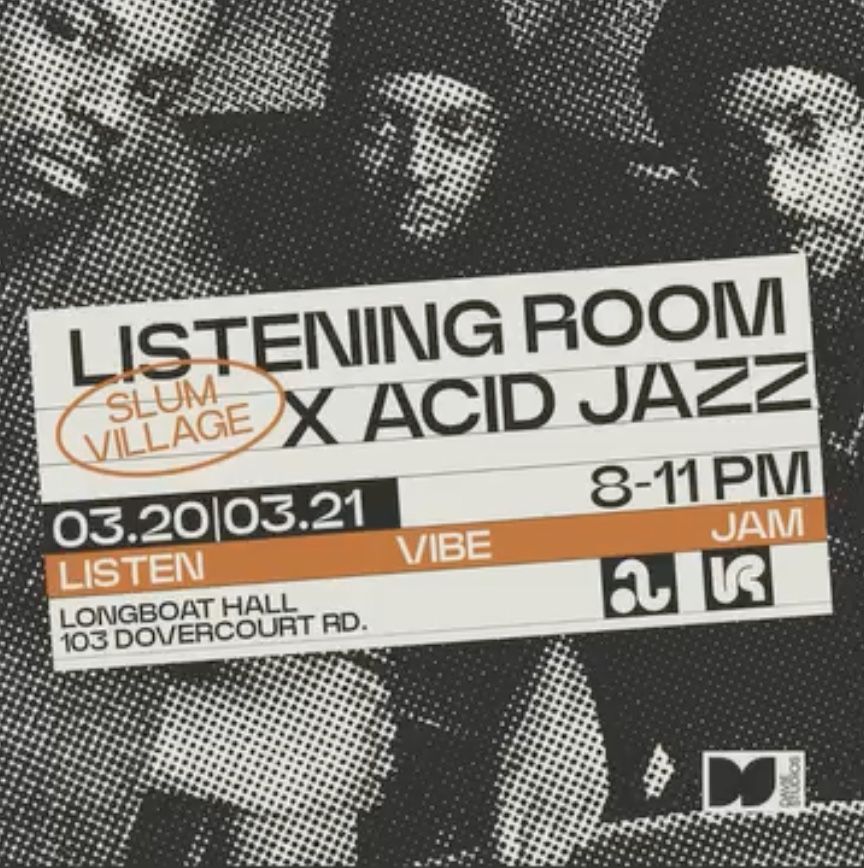 LISTENING ROOM
SLUM
VILLAGE
X ACID JAZZ
8-11 PM
03.20|03.21
LISTEN VIBE JAM
LONGBOAT HALL
103 DOVERCOURT RD.
STUDIOS